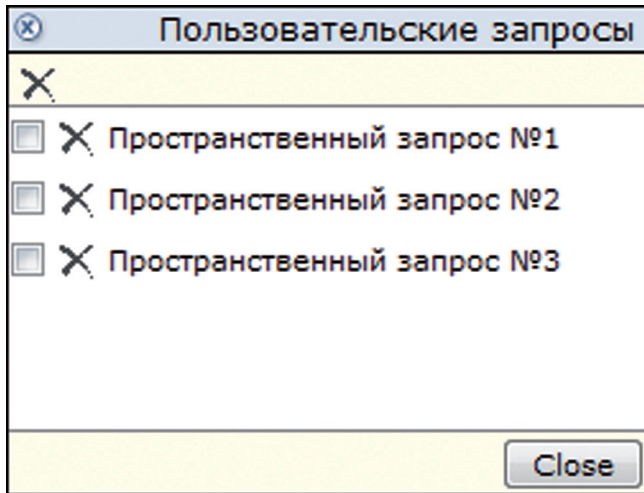 Пользовательские запросы
Пространственный запрос №1
Пространственный запрос №2
Пространственный запрос №3
Close